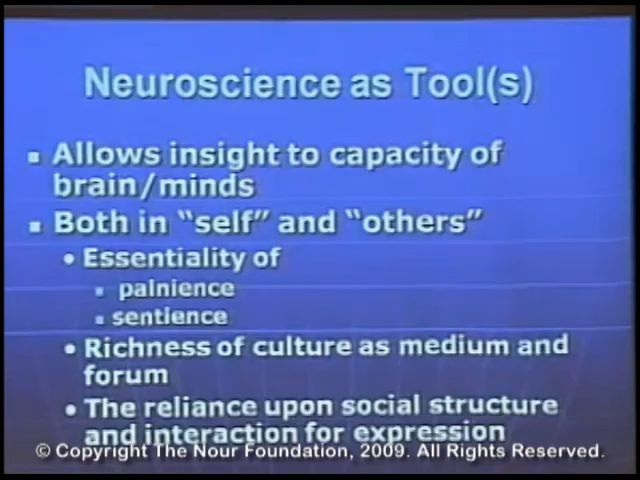 Neuroscience as Tool(s)
Allows insight to capacity of
brain/minds
Both in "self" and "others"
Essentiality of
painience
sentience
Richness of culture as medium and
forum
The reliance upon social structure
and interaction for expression
© Copyright The Nour Foundation, 2009. All Rights Reserved.